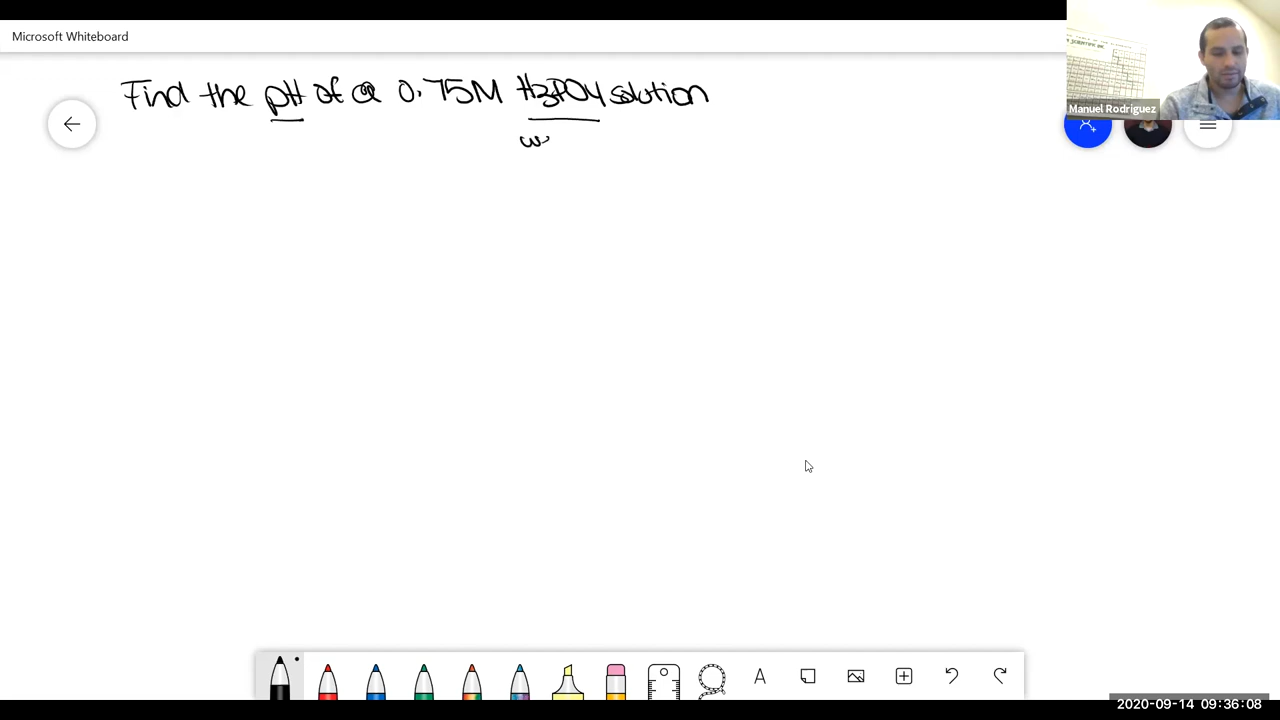 Microsoft Whiteboard
Find the pH of a 0.75M H3PO4 solution
w
Manuel Rodriguez
A
2020-09-14 09:36:08